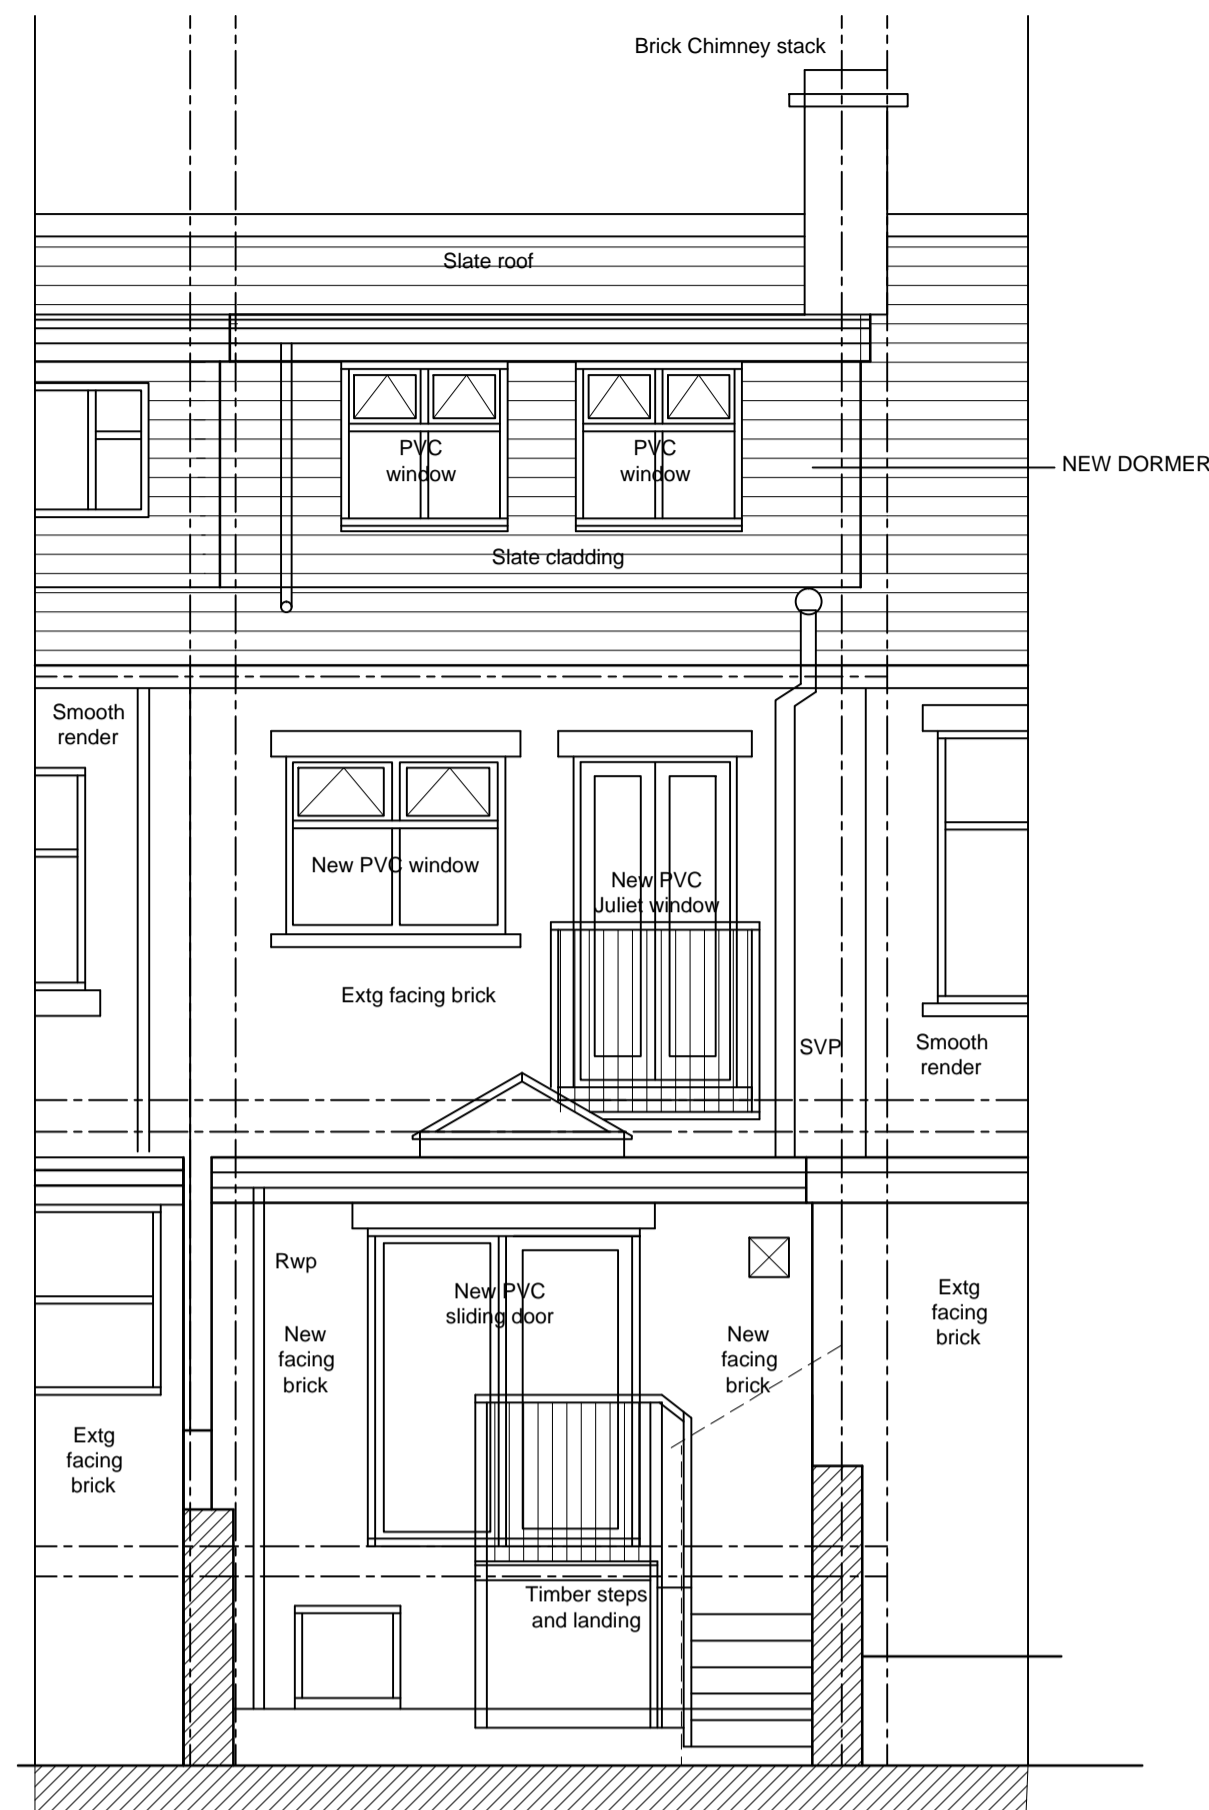 Brick Chimney stack
Slate roof
PVC
window
PVC
window
NEW DORMER
Slate cladding
Smooth
render
New PVC window
New PVC
Juliet window
Extg facing brick
SVP
Smooth
render
Rwp
New PVC
sliding door
New
facing
brick
New
facing
brick
Extg
facing
brick
Extg
facing
brick
Timber steps
and landing